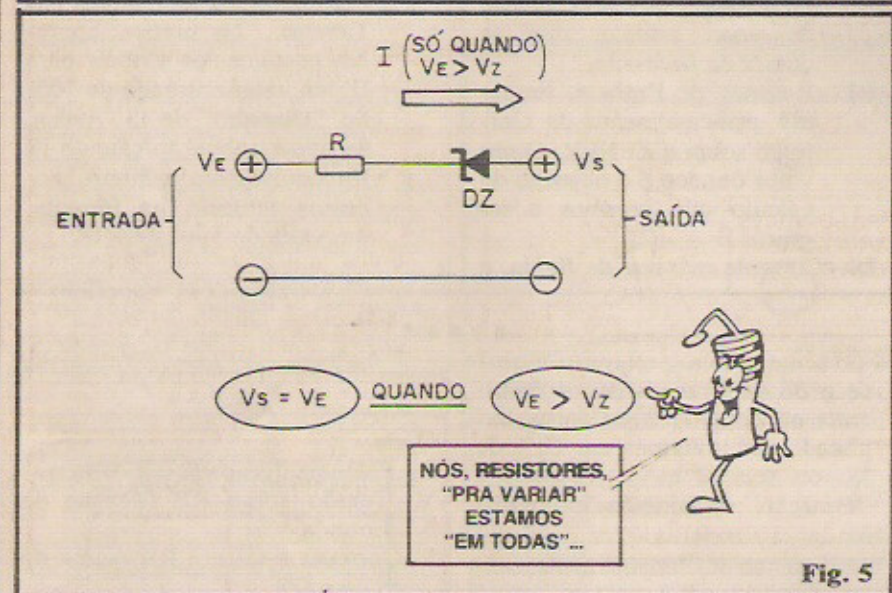 I (SÓ QUANDO
VE > VZ)
VE + R + VS
DZ
ENTRADA
SAÍDA
VS = VE QUANDO VE > VZ
NÓS, RESISTORES,
"PRA VARIAR"
ESTAMOS
"EM TODAS"...
Fig. 5